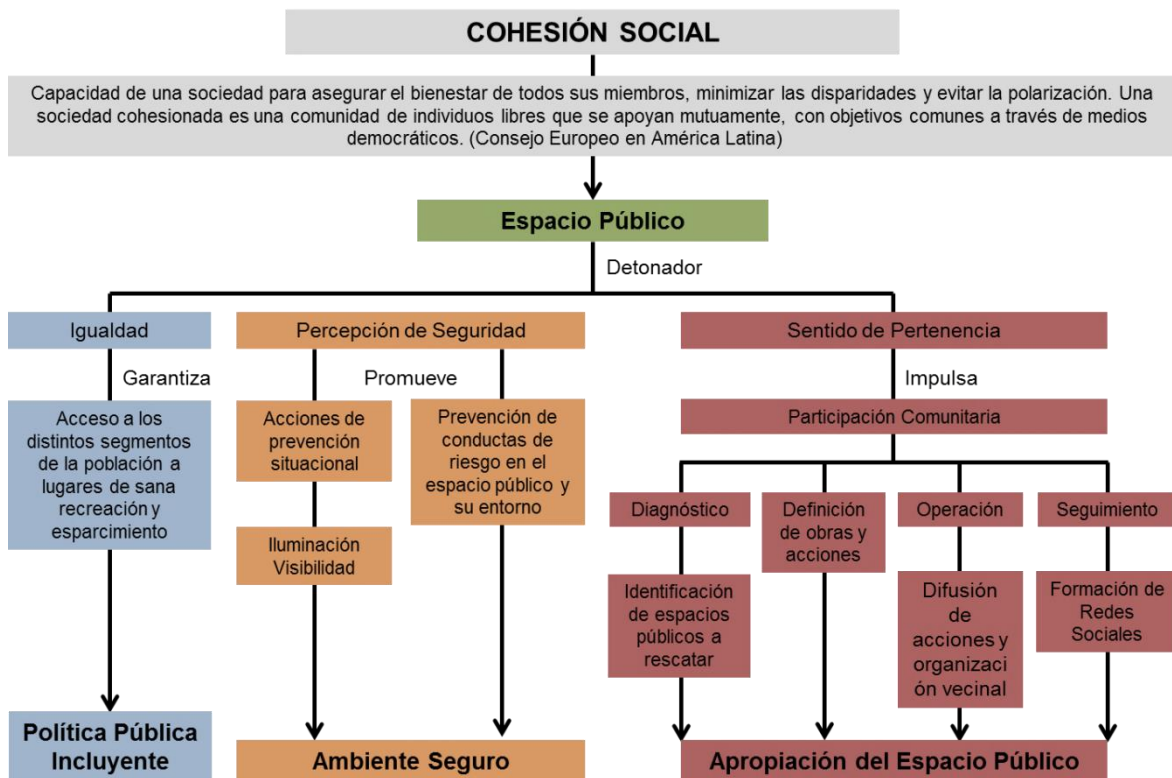 COHESIÓN SOCIAL
Capacidad de una sociedad para asegurar el bienestar de todos sus miembros, minimizar las disparidades y evitar la polarización. Una
sociedad cohesionada es una comunidad de individuos libres que se apoyan mutuamente, con objetivos comunes a través de medios
democráticos. (Consejo Europeo en América Latina)
Espacio Público
Detonador
Igualdad
Percepción de Seguridad
Sentido de Pertenencia
Garantiza
Promueve
Impulsa
Acceso a los
distintos segmentos
de la población a
lugares de sana
recreación y
esparcimiento
Acciones de
prevención
situacional
Prevención de
conductas de
riesgo en el
espacio público y
su entorno
Participación Comunitaria
Iluminación
Visibilidad
Diagnóstico
Definición
de obras y
acciones
Operación
Seguimiento
Identificación
de espacios
públicos a
rescatar
Difusión
de
acciones y
organizaci
ón vecinal
Formación de
Redes
Sociales
Política Pública
Incluyente
Ambiente Seguro
Apropiación del Espacio Público